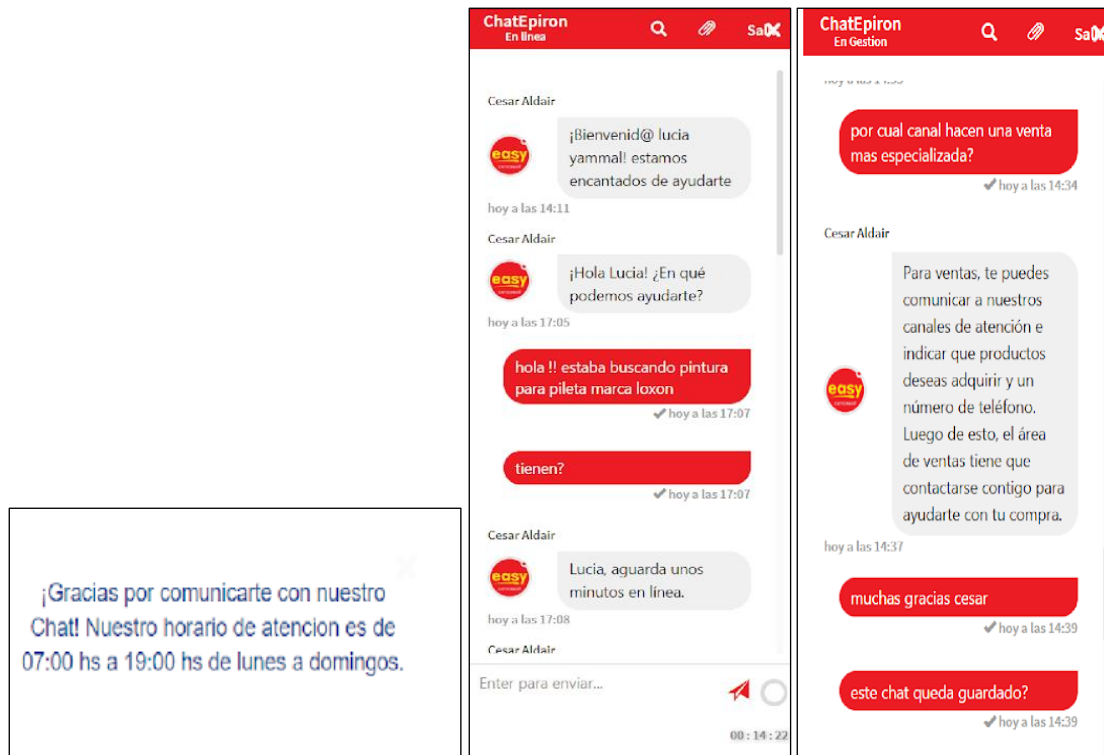 ¡Gracias por comunicarte con nuestro
Chat! Nuestro horario de atencion es de
07:00 hs a 19:00 hs de lunes a domingos.
ChatEpiron
En linea
Cesar Aldair
¡Bienvenid@ lucia
yammal! estamos
encantados de ayudarte
easy
hoy a las 14:11
Cesar Aldair
¡Hola Lucia! ¿En qué
podemos ayudarte?
easy
hoy a las 17:05
hola !! estaba buscando pintura
para pileta marca loxon
hoy a las 17:07
tienen?
hoy a las 17:07
Cesar Aldair
Lucia, aguarda unos
minutos en línea.
easy
hoy a las 17:08
Cesar Aldair
Enter para enviar...
00:14:22
ChatEpiron
En Gestion
por cual canal hacen una venta
mas especializada?
hoy a las 14:34
Cesar Aldair
Para ventas, te puedes
comunicar a nuestros
canales de atención e
indicar que productos
deseas adquirir y un
número de teléfono.
Luego de esto, el área
de ventas tiene que
contactarse contigo para
ayudarte con tu compra.
easy
hoy a las 14:37
muchas gracias cesar
hoy a las 14:39
este chat queda guardado?
hoy a las 14:39